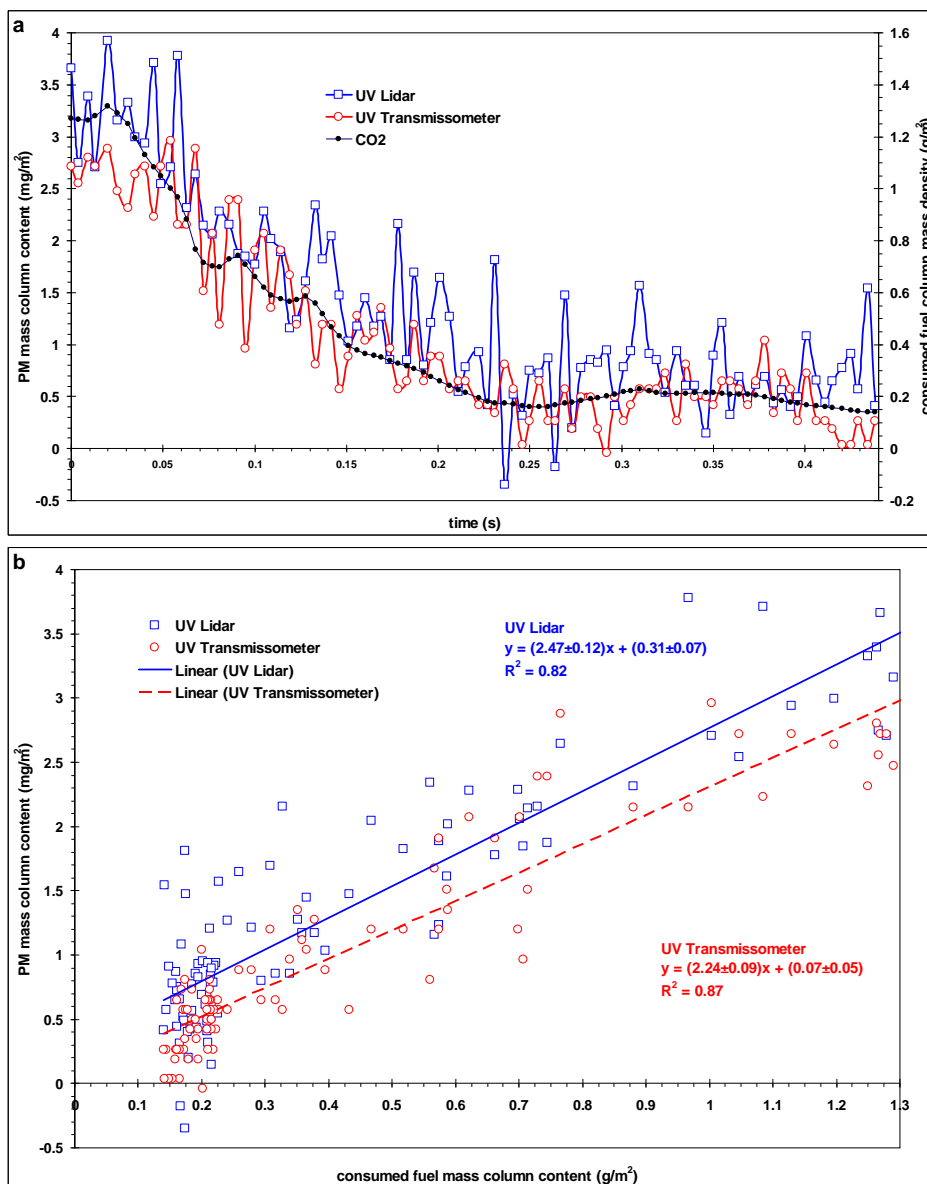 a
4
3.5
3
2.5
2
1.5
1
0.5
0
-0.5
PM mass column content (mg/m²)
UV Lidar
UV Transmissometer
CO2
1.6
1.4
1.2
1
0.8
0.6
0.4
0.2
0
-0.2
consumed fuel column mass density (g/m²)
0 0.05 0.1 0.15 0.2 0.25 0.3 0.35 0.4
time (s)
b
4
3.5
3
2.5
2
1.5
1
0.5
0
-0.5
PM mass column content (mg/m²)
UV Lidar
UV Transmissometer
Linear (UV Lidar)
Linear (UV Transmissometer)
UV Lidar
y = (2.47±0.12)x + (0.31±0.07)
R² = 0.82
UV Transmissometer
y = (2.24±0.09)x + (0.07±0.05)
R² = 0.87
0 0.1 0.2 0.3 0.4 0.5 0.6 0.7 0.8 0.9 1 1.1 1.2 1.3
consumed fuel mass column content (g/m²)